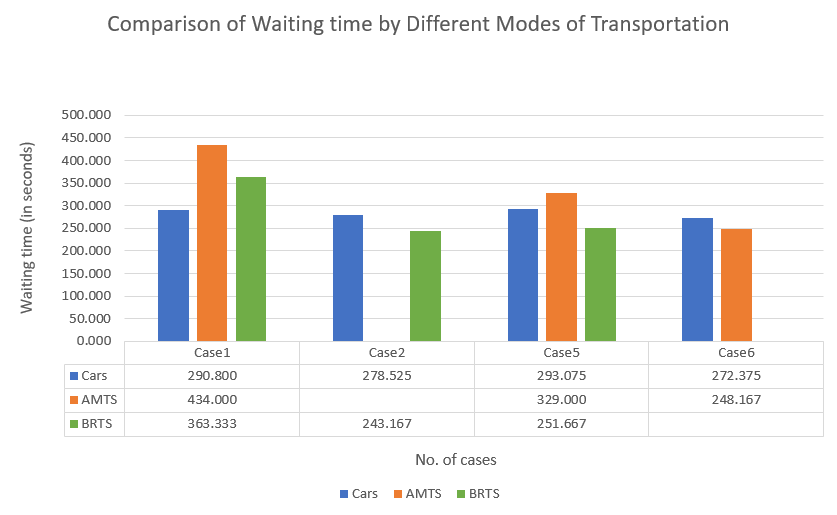 Comparison of Waiting time by Different Modes of Transportation
Waiting time (in seconds)
500.000
450.000
400.000
350.000
300.000
250.000
200.000
150.000
100.000
50.000
0.000
Case1 Case2 Case5 Case6
Cars 290.800 278.525 293.075 272.375
AMTS 434.000 329.000 248.167
BRTS 363.333 243.167 251.667
No. of cases
Cars AMTS BRTS